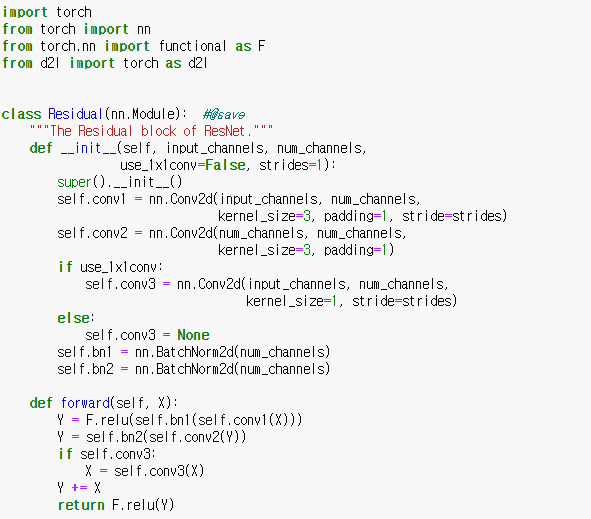 import torch
from torch import nn
from torch.nn import functional as F
from d2l import torch as d2l
class Residual(nn.Module):  #@save
    """The Residual block of ResNet."""
    def __init__(self, input_channels, num_channels,
                 use_1x1conv=False, strides=1):
        super().__init__()
        self.conv1 = nn.Conv2d(input_channels, num_channels,
                               kernel_size=3, padding=1, stride=strides)
        self.conv2 = nn.Conv2d(num_channels, num_channels,
                               kernel_size=3, padding=1)
        if use_1x1conv:
            self.conv3 = nn.Conv2d(input_channels, num_channels,
                                   kernel_size=1, stride=strides)
        else:
            self.conv3 = None
        self.bn1 = nn.BatchNorm2d(num_channels)
        self.bn2 = nn.BatchNorm2d(num_channels)
    def forward(self, X):
        Y = F.relu(self.bn1(self.conv1(X)))
        Y = self.bn2(self.conv2(Y))
        if self.conv3:
            X = self.conv3(X)
        Y += X
        return F.relu(Y)